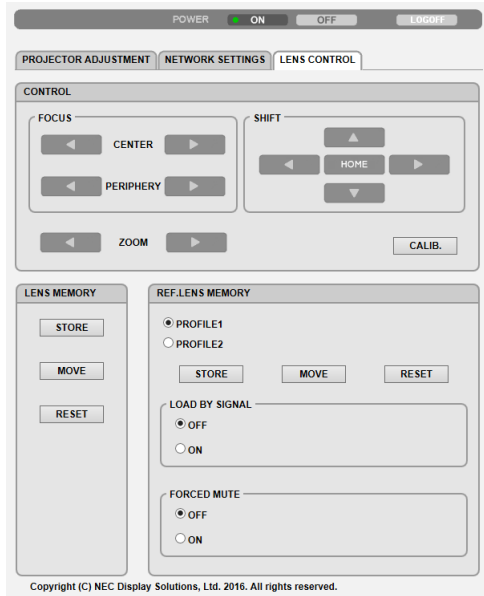 POWER ON OFF LOGOFF
PROJECTOR ADJUSTMENT NETWORK SETTINGS LENS CONTROL
CONTROL
FOCUS SHIFT
CENTER
HOME
PERIPHERY
ZOOM CALIB.
LENS MEMORY REF.LENS MEMORY
PROFILE1
PROFILE2
STORE
MOVE
RESET
STORE MOVE RESET
LOAD BY SIGNAL
OFF
ON
FORCED MUTE
OFF
ON
Copyright (C) NEC Display Solutions, Ltd. 2016. All rights reserved.